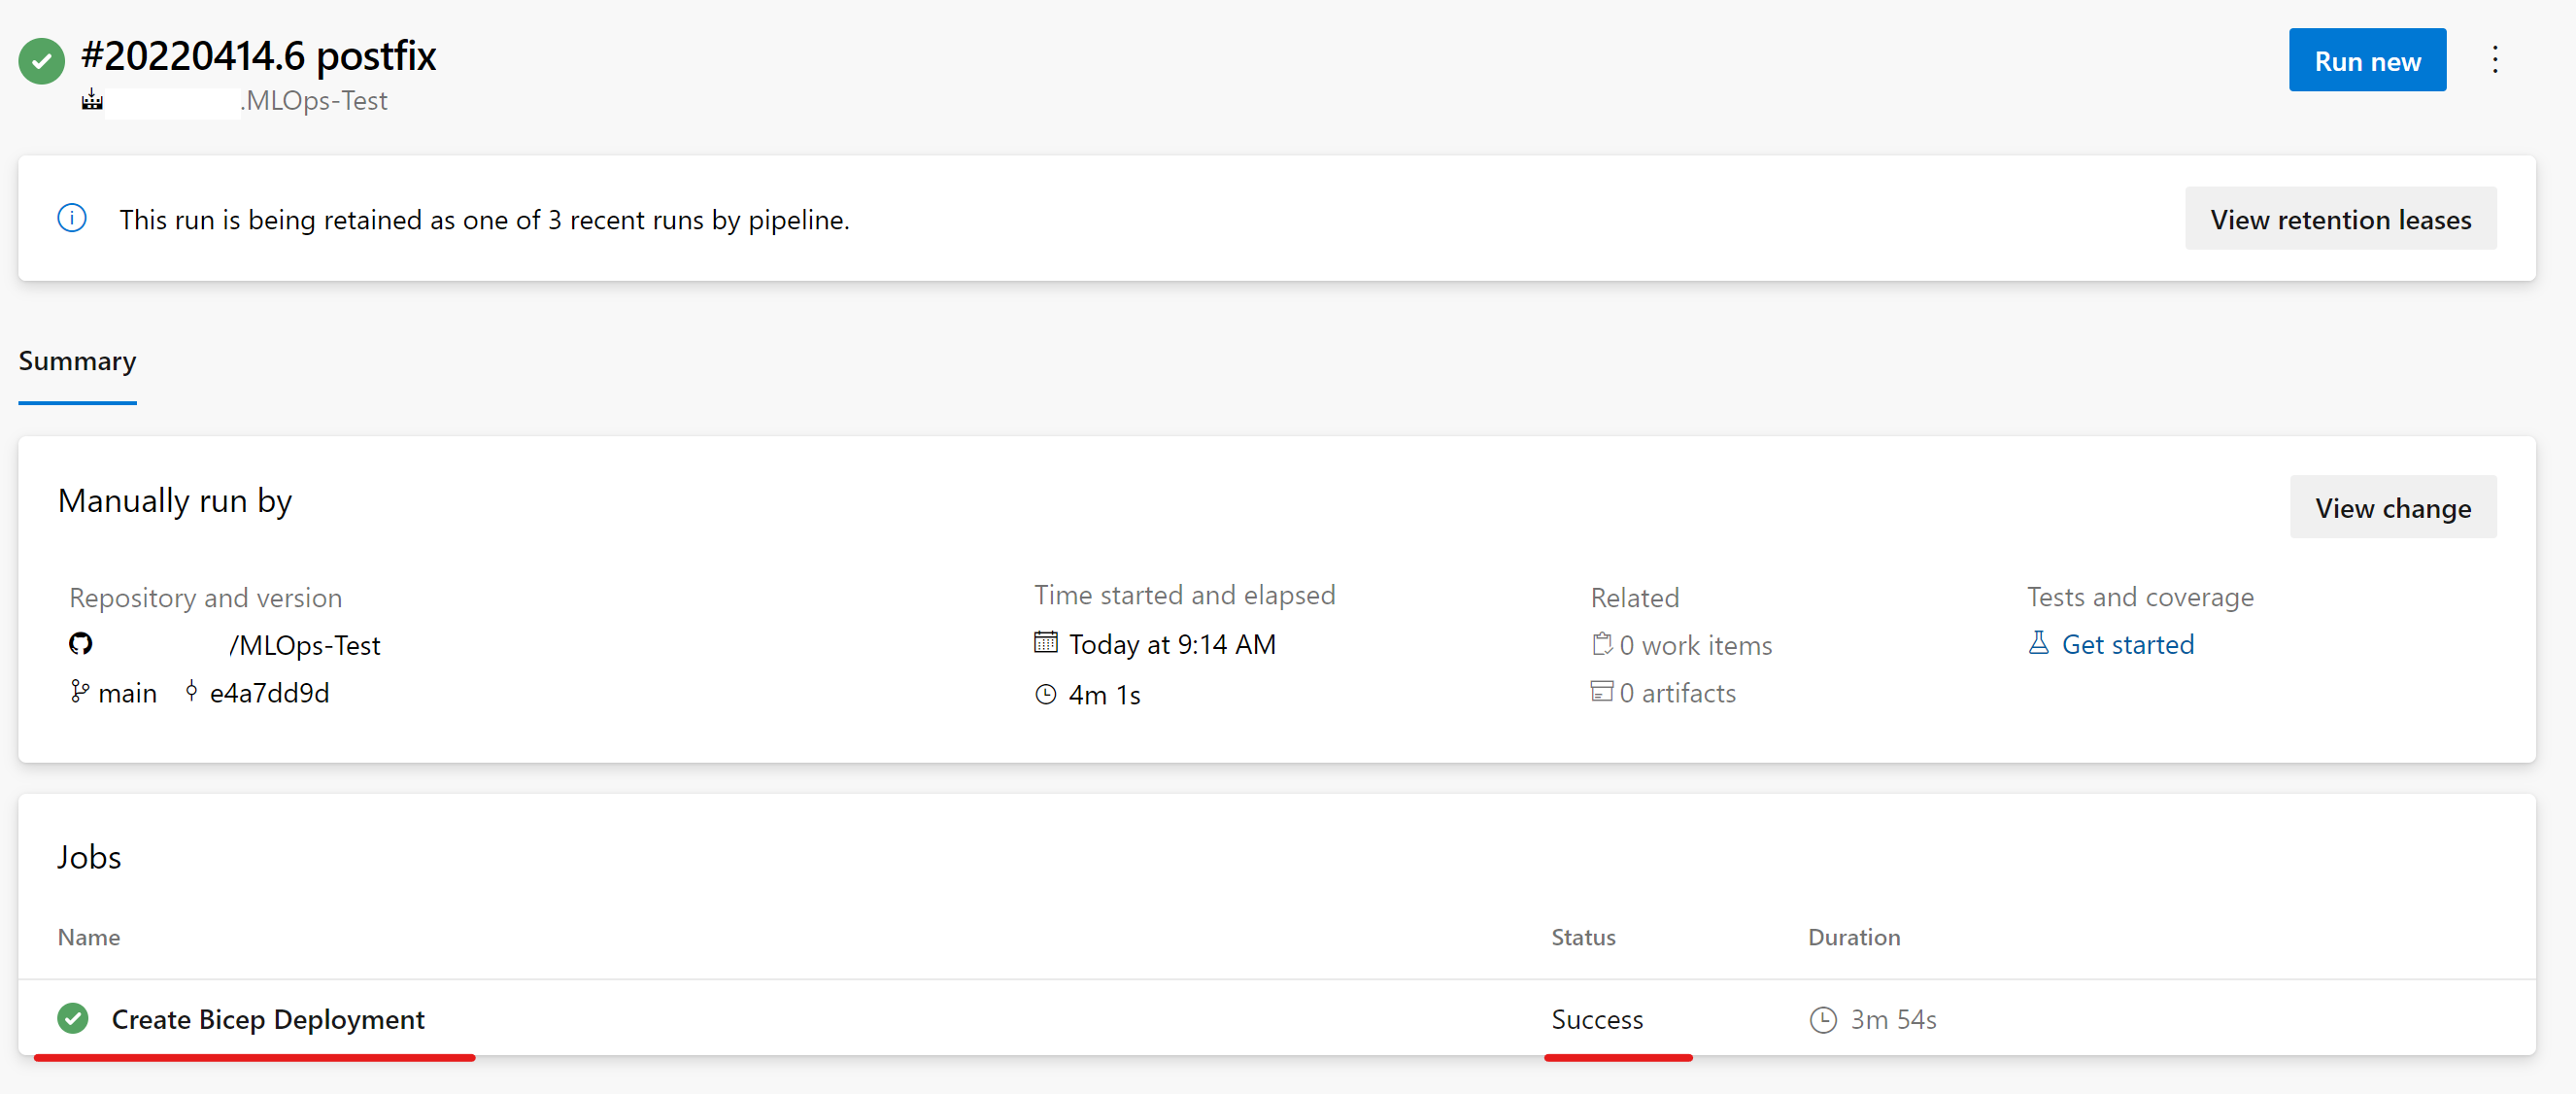 #20220414.6 postfix
Run new
.MLOps-Test
This run is being retained as one of 3 recent runs by pipeline.
View retention leases
Summary
Manually run by
View change
Repository and version
Time started and elapsed
Related
Tests and coverage
/MLOps-Test
Today at 9:14 AM
0 work items
Get started
main
e4a7dd9d
4m 1s
0 artifacts
Jobs
Name
Status
Duration
Create Bicep Deployment
Success
3m 54s